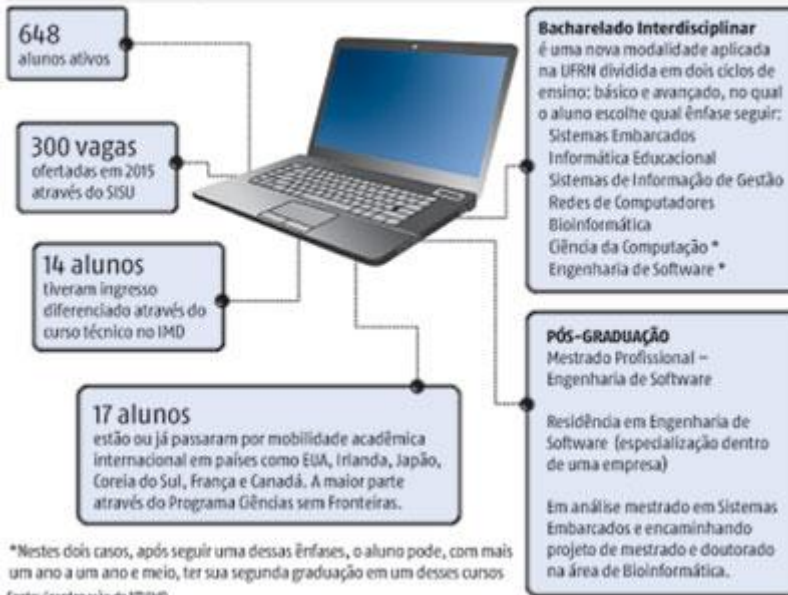 648
alunos ativos
300 vagas
ofertadas em 2015
através do SISU
14 alunos
tiveram ingresso
diferenciado através do
curso técnico no IMD
17 alunos
estão ou já passaram por mobilidade acadêmica
internacional em países como EUA, Irlanda, Japão,
Coreia do Sul, França e Canadá. A maior parte
através do Programa Ciências sem Fronteiras.
Bacharelado Interdisciplinar
é uma nova modalidade aplicada
na UFRN dividida em dois ciclos de
ensino: básico e avançado, no qual
o aluno escolhe qual ênfase seguir:
Sistemas Embarcados
Informática Educacional
Sistemas de Informação de Gestão
Redes de Computadores
Bioinformática
Ciência da Computação *
Engenharia de Software *
PÓS-GRADUAÇÃO
Mestrado Profissional –
Engenharia de Software
Residência em Engenharia de
Software (especialização dentro
de uma empresa)
Em análise mestrado em Sistemas
Embarcados e encaminhando
projeto de mestrado e doutorado
na área de Bioinformática.
*Nestes dois casos, após seguir uma dessas ênfases, o aluno pode, com mais
um ano a um ano e meio, ter sua segunda graduação em um desses cursos